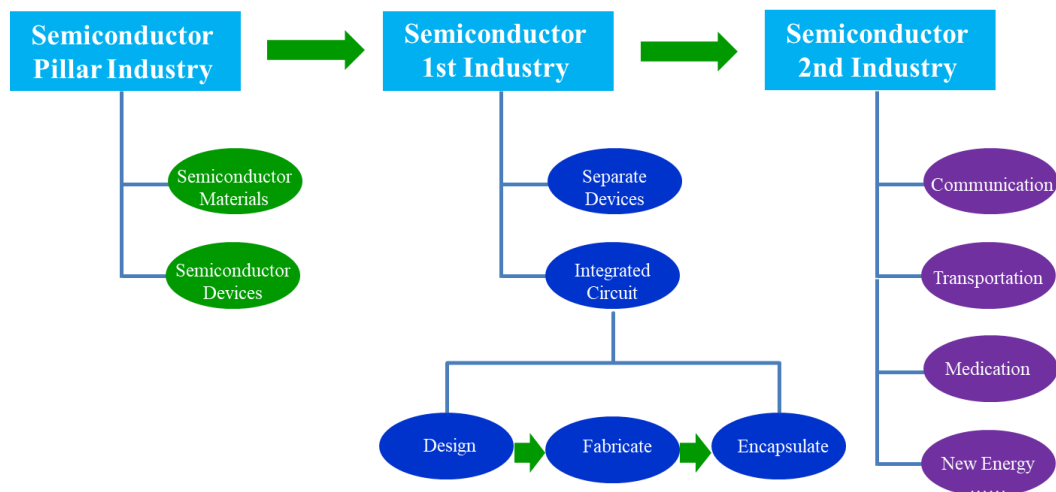 Semiconductor
Pillar Industry
Semiconductor
1st Industry
Semiconductor
2nd Industry
Semiconductor
Materials
Semiconductor
Devices
Separate
Devices
Integrated
Circuit
Design
Fabricate
Encapsulate
Communication
Transportation
Medication
New Energy
......